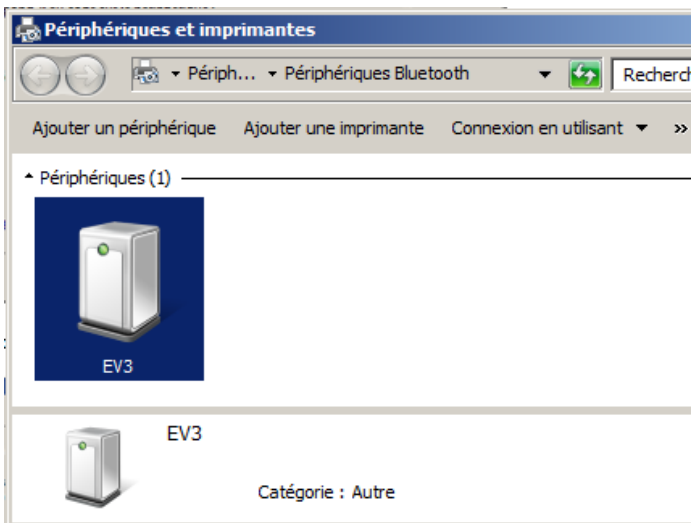 Périphériques et imprimantes
Périph... Périphériques Bluetooth Recherch
Ajouter un périphérique Ajouter une imprimante Connexion en utilisant »
Périphériques (1)
EV3
EV3
Catégorie : Autre